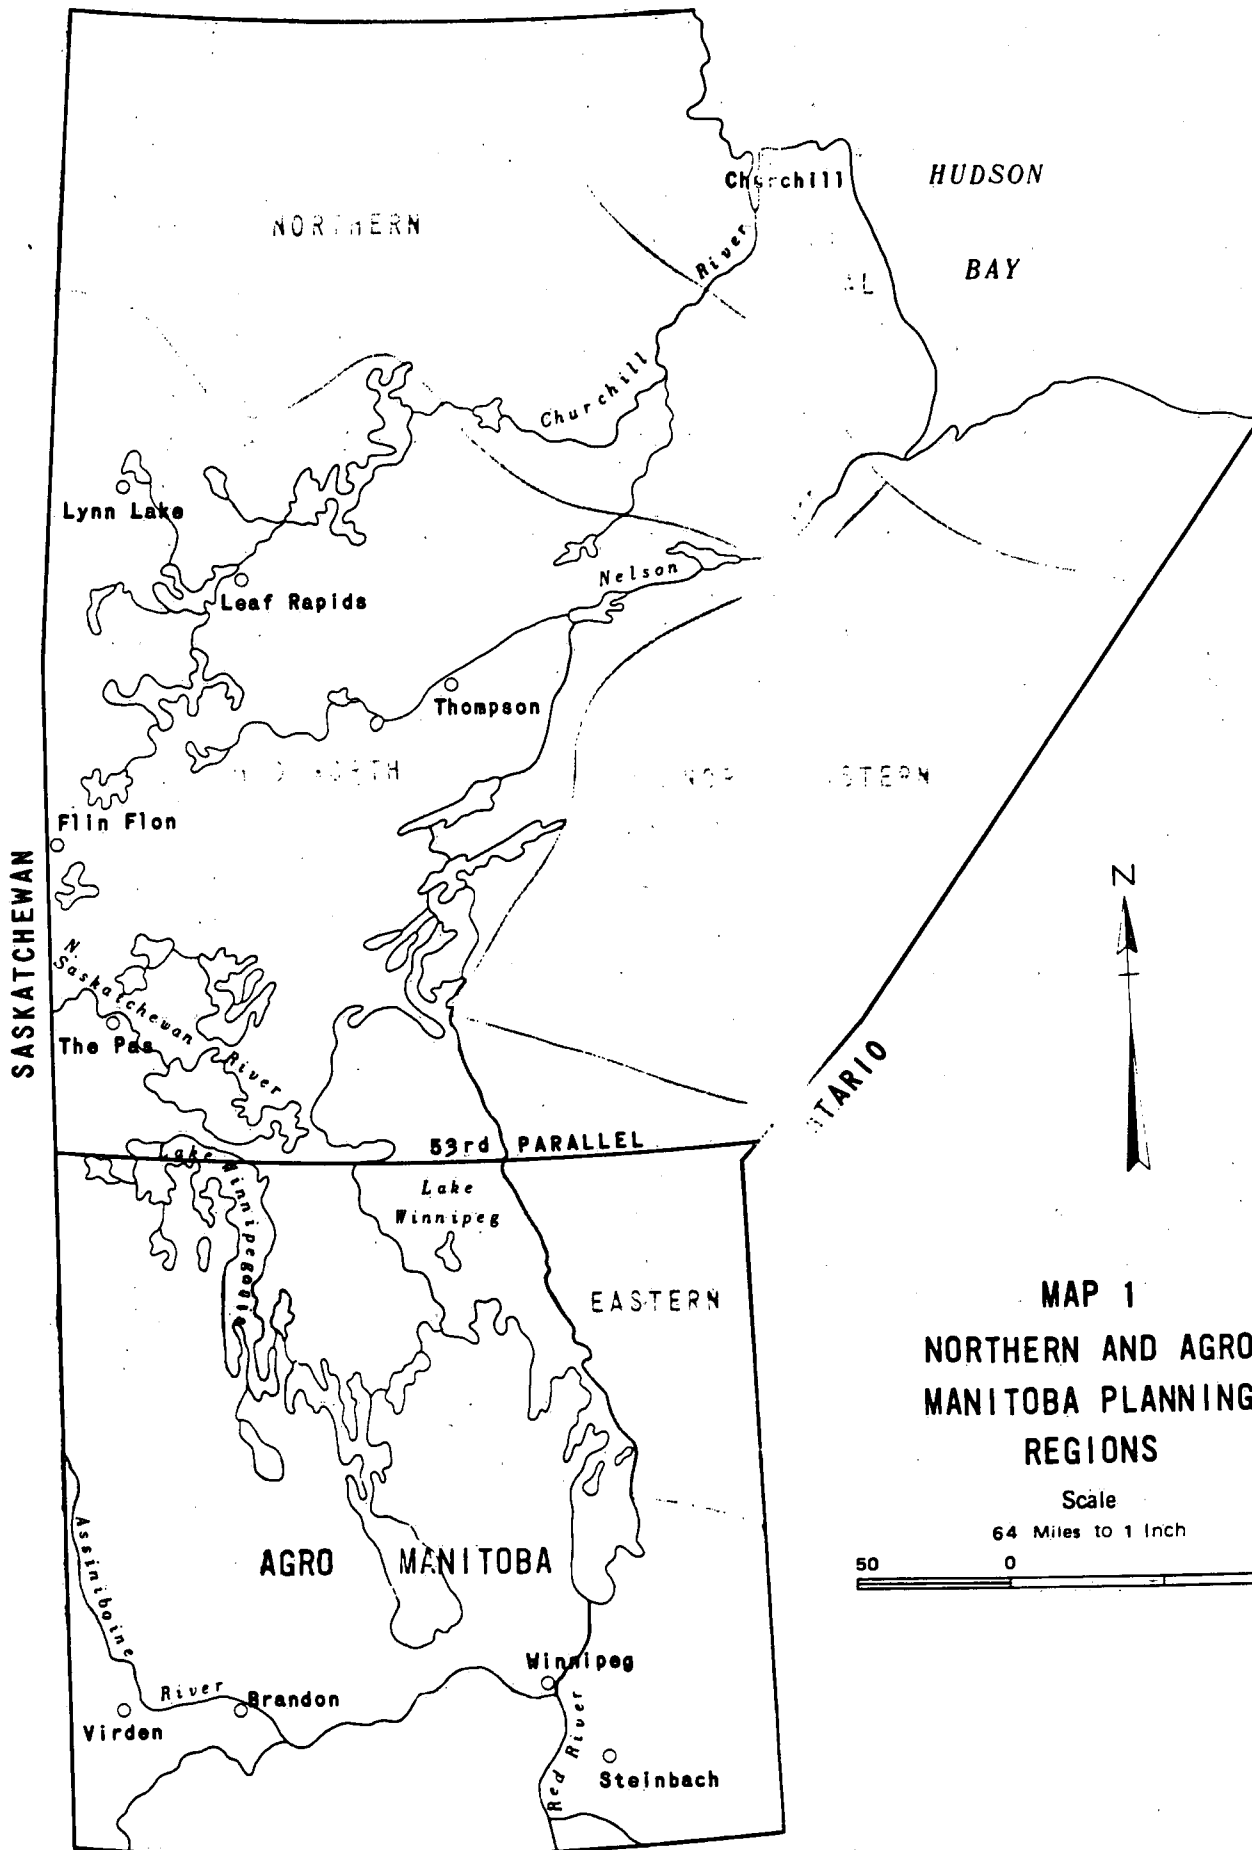 HUDSON
BAY
Churchill
NORTHERN
River
Churchill
Lynn Lake
Leaf Rapids
Nelson
Thompson
NORTH
Flin Flon
SASKATCHEWAN
N
N.
Saskatchewan
River
The Pas
53rd PARALLEL
Lake
Winnipegosis
Lake
Winnipeg
EASTERN
MAP 1
NORTHERN AND AGRO
MANITOBA PLANNING
REGIONS
Scale
64 Miles to 1 Inch
50 0
AGRO MANITOBA
Assiniboine
River
Winnipeg
Brandon
Virden
Red River
Steinbach